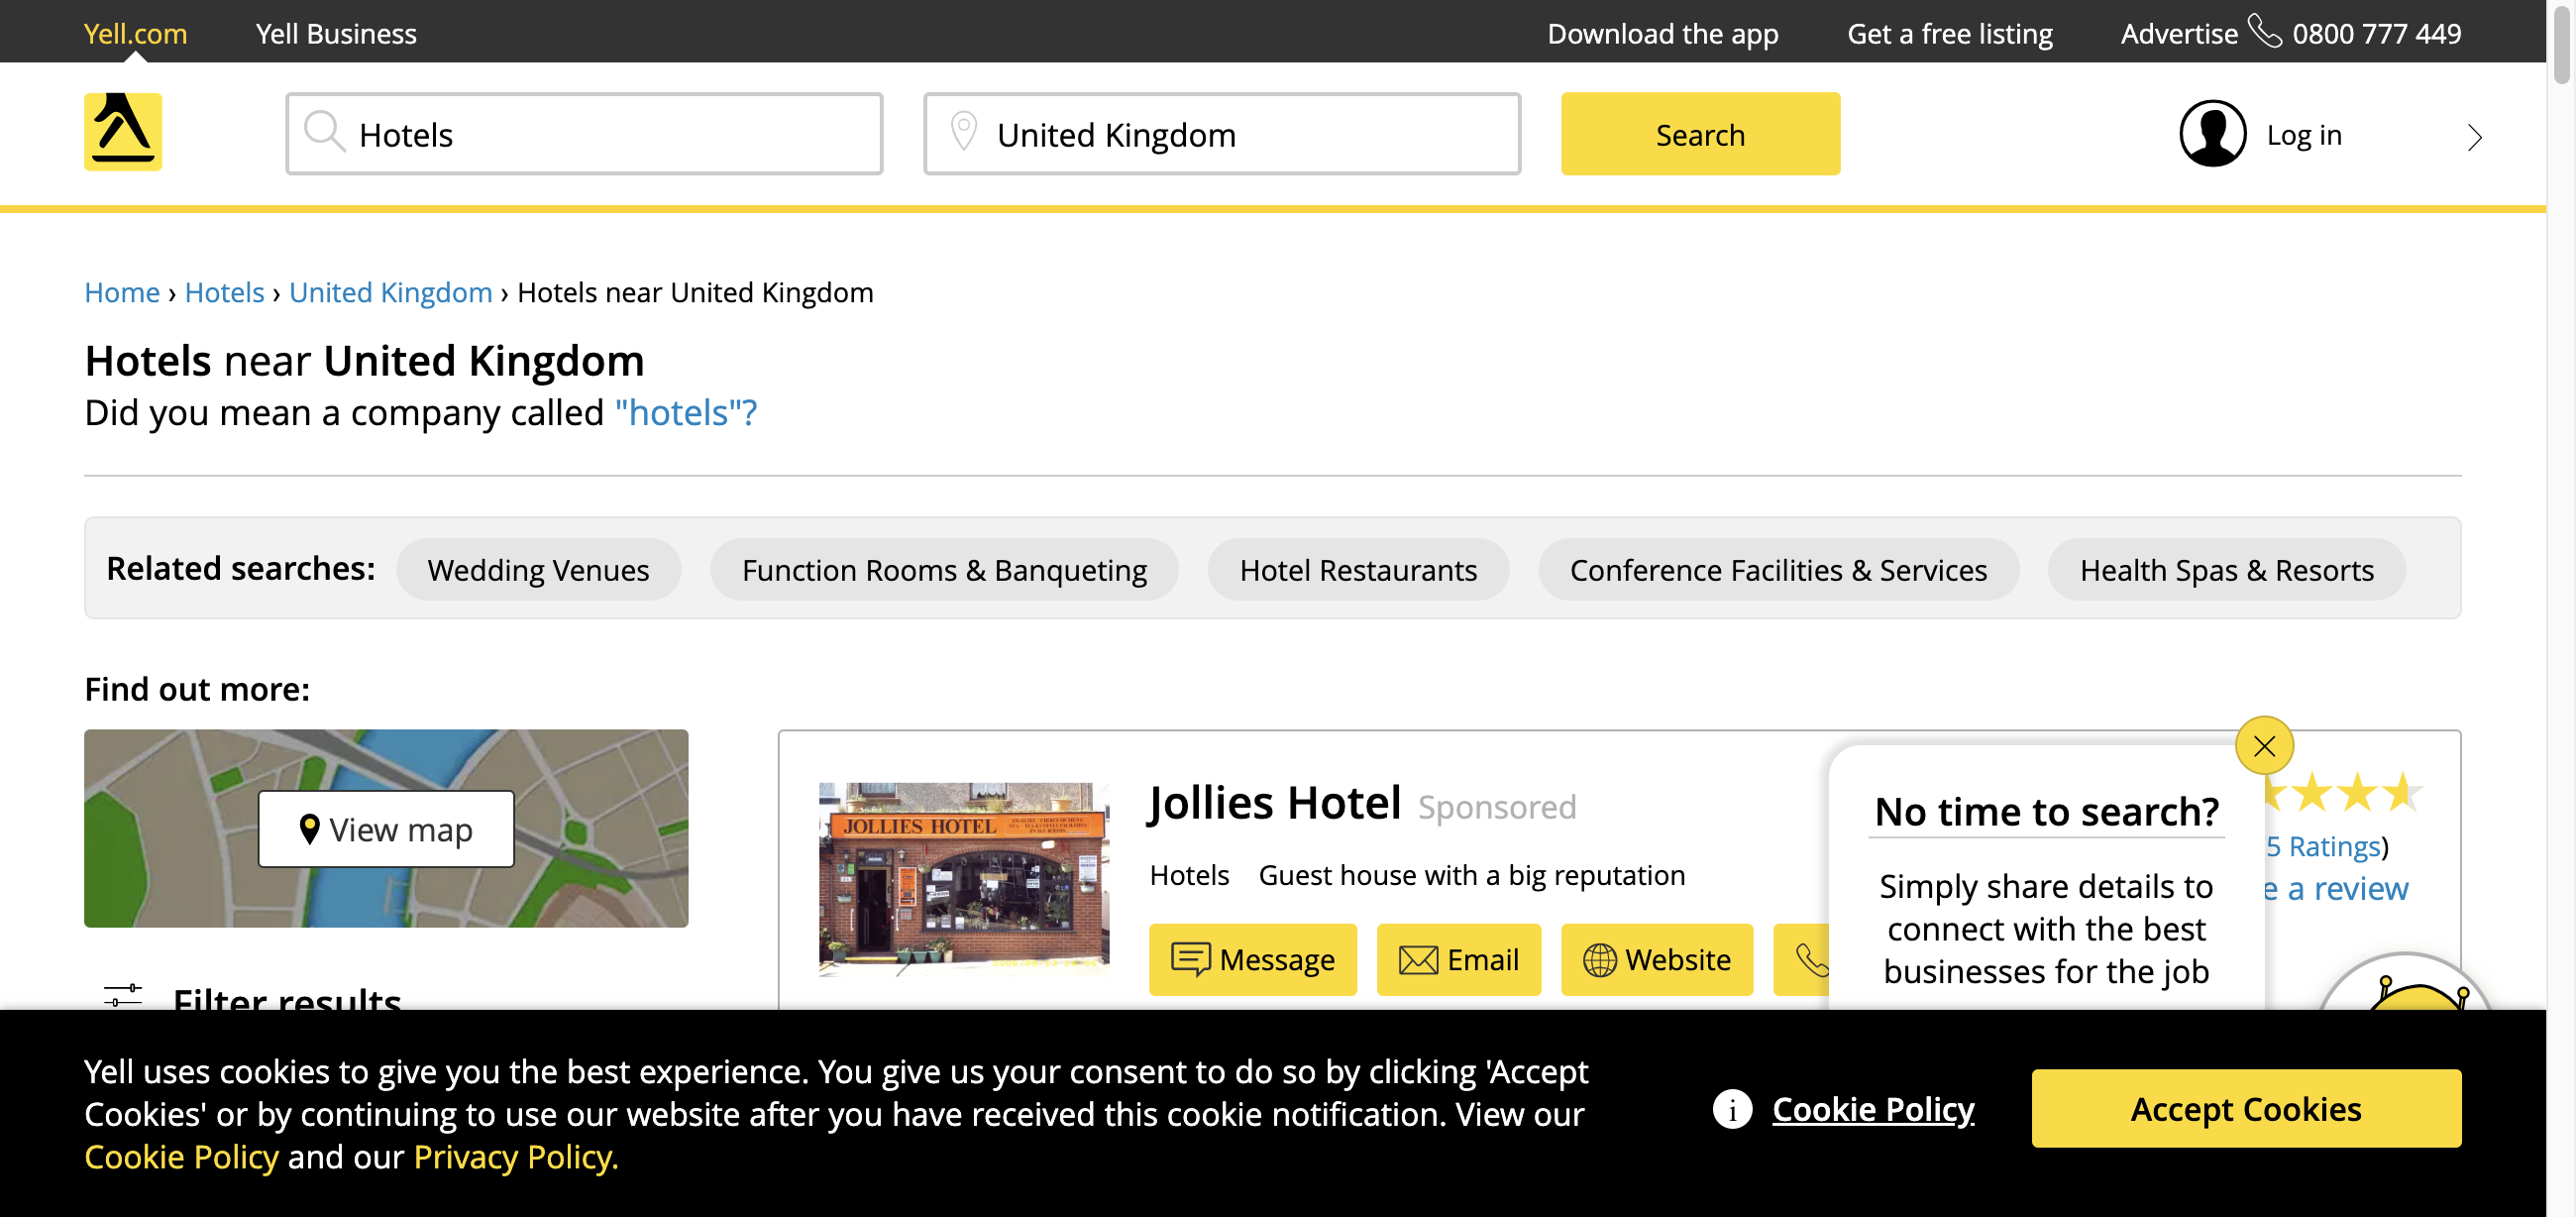 Yell.com
Yell Business
Download the app
Get a free listing
Advertise 0800 777 449
Hotels
United Kingdom
Search
Log in
Home › Hotels › United Kingdom › Hotels near United Kingdom
Hotels near United Kingdom
Did you mean a company called "hotels"?
Related searches:
Wedding Venues
Function Rooms & Banqueting
Hotel Restaurants
Conference Facilities & Services
Health Spas & Resorts
Find out more:
View map
Filter results
JOLLIES HOTEL
Jollies Hotel Sponsored
Hotels Guest house with a big reputation
Message
Email
Website
5 Ratings)
e a review
No time to search?
Simply share details to
connect with the best
businesses for the job
Yell uses cookies to give you the best experience. You give us your consent to do so by clicking 'Accept
Cookies' or by continuing to use our website after you have received this cookie notification. View our
Cookie Policy and our Privacy Policy.
i Cookie Policy
Accept Cookies